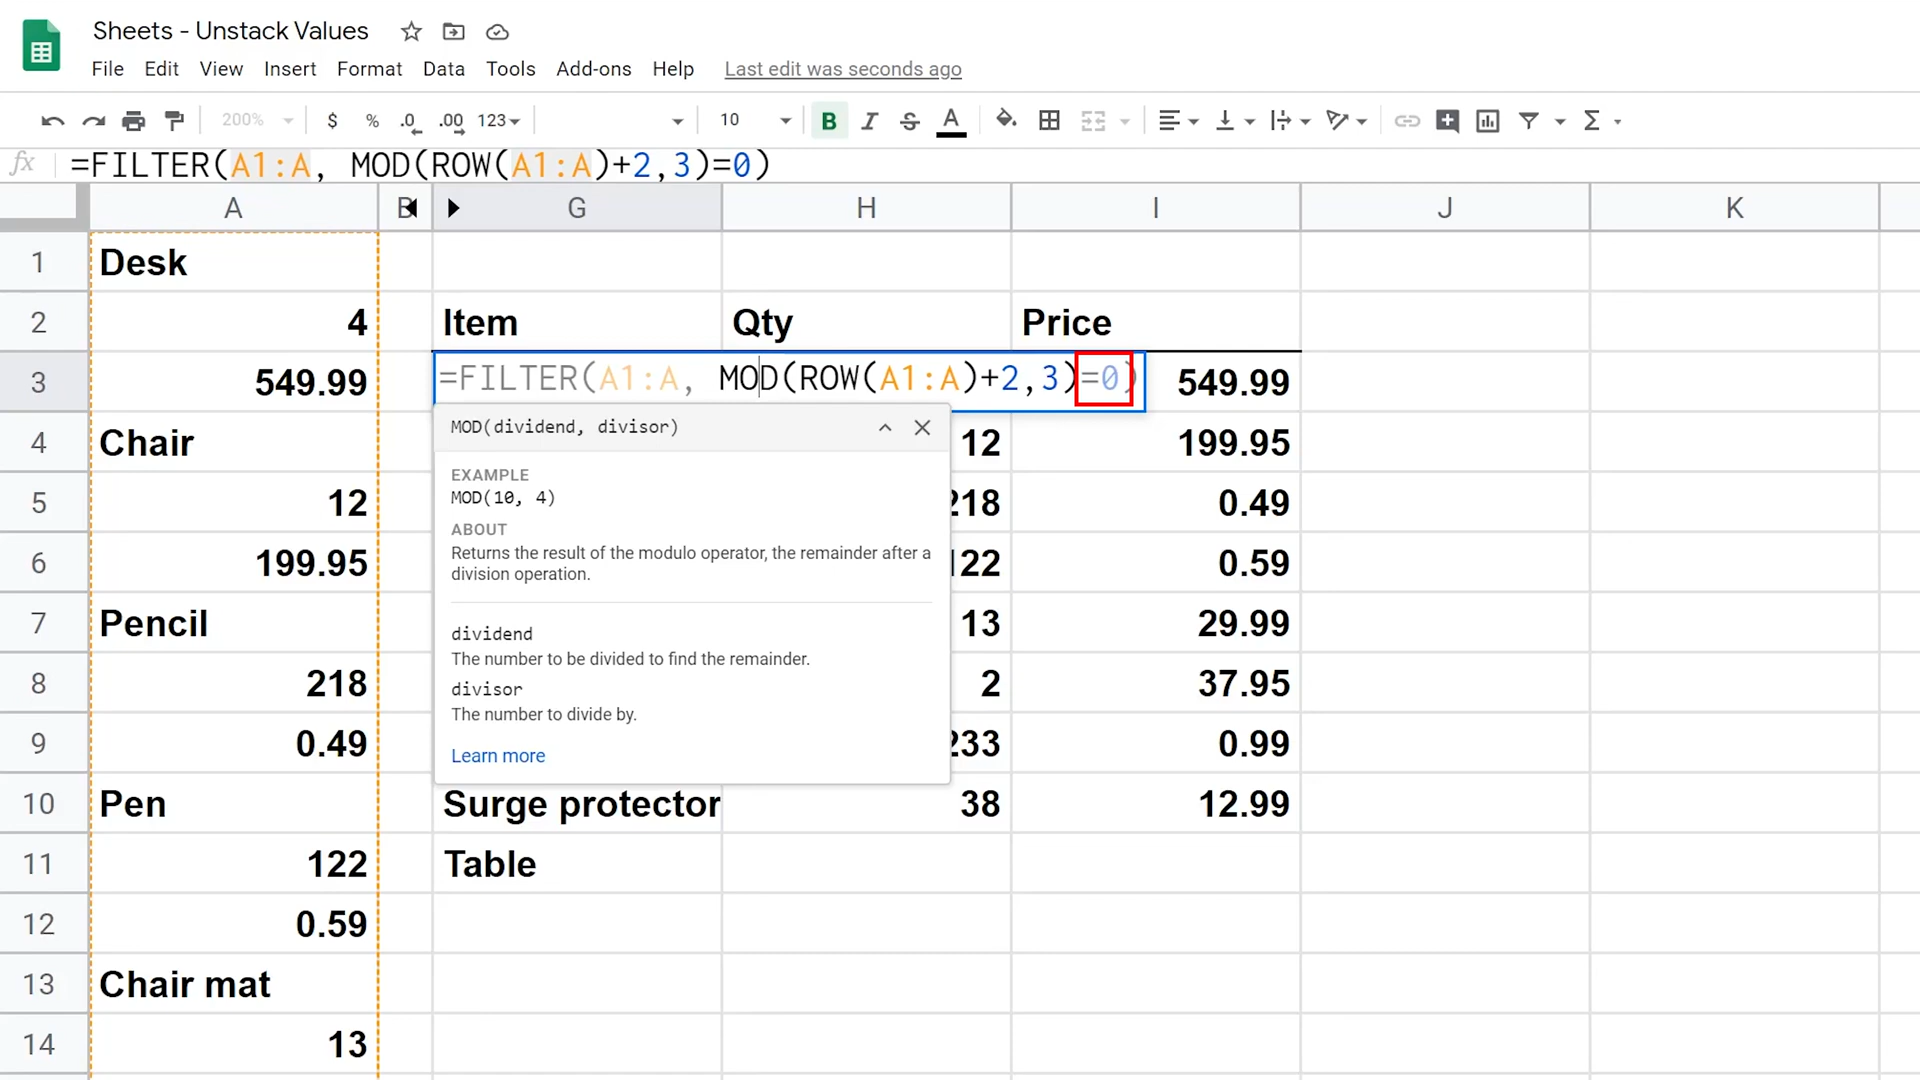 Sheets - Unstack Values
File Edit View Insert Format Data Tools Add-ons Help Last edit was seconds ago
200% $ % .0 .00 123 10 B I S A Σ
fx =FILTER(A1:A, MOD(ROW(A1:A)+2,3)=0)
A B G H I J K
1 Desk
2 4 Item Qty Price
3 549.99 =FILTER(A1:A, MOD(ROW(A1:A)+2,3)=0) 549.99
MOD(dividend, divisor)
4 Chair 12 199.95
EXAMPLE
MOD(10, 4)
5 12 218 0.49
ABOUT
Returns the result of the modulo operator, the remainder after a
division operation.
6 199.95 122 0.59
7 Pencil 13 29.99
dividend
The number to be divided to find the remainder.
8 218 2 37.95
divisor
The number to divide by.
9 0.49 233 0.99
Learn more
10 Pen Surge protector 38 12.99
11 122 Table
12 0.59
13 Chair mat
14 13